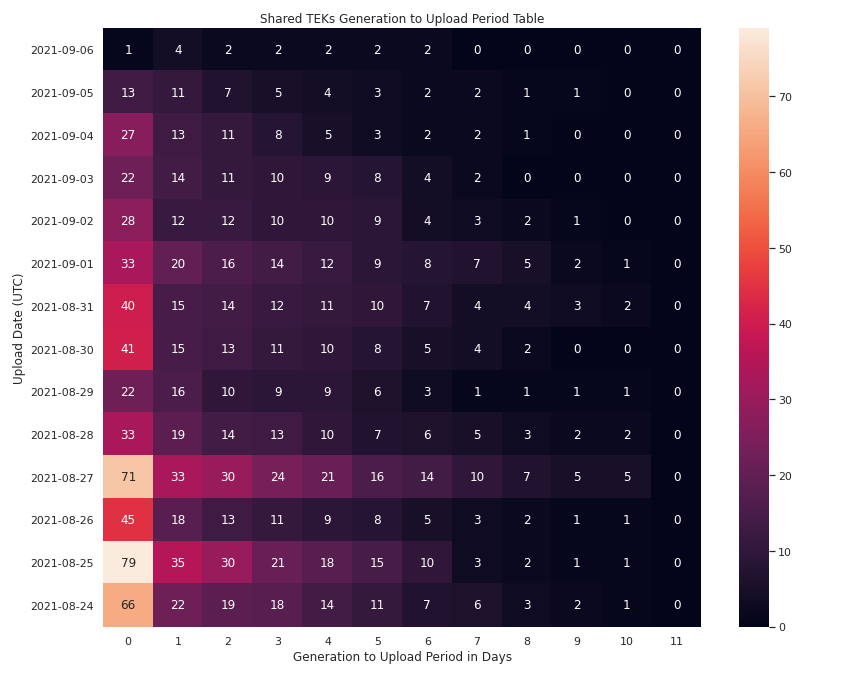 Shared TEKs Generation to Upload Period Table
Upload Date (UTC)
2021-09-06 1 4 2 2 2 2 2 0 0 0 0 0
2021-09-05 13 11 7 5 4 3 2 2 1 1 0 0
2021-09-04 27 13 11 8 5 3 2 2 1 0 0 0
2021-09-03 22 14 11 10 9 8 4 2 0 0 0 0
2021-09-02 28 12 12 10 10 9 4 3 2 1 0 0
2021-09-01 33 20 16 14 12 9 8 7 5 2 1 0
2021-08-31 40 15 14 12 11 10 7 4 4 3 2 0
2021-08-30 41 15 13 11 10 8 5 4 2 0 0 0
2021-08-29 22 16 10 9 9 6 3 1 1 1 1 0
2021-08-28 33 19 14 13 10 7 6 5 3 2 2 0
2021-08-27 71 33 30 24 21 16 14 10 7 5 5 0
2021-08-26 45 18 13 11 9 8 5 3 2 1 1 0
2021-08-25 79 35 30 21 18 15 10 3 2 1 1 0
2021-08-24 66 22 19 18 14 11 7 6 3 2 1 0
0 1 2 3 4 5 6 7 8 9 10 11
Generation to Upload Period in Days
70
60
50
40
30
20
10
0